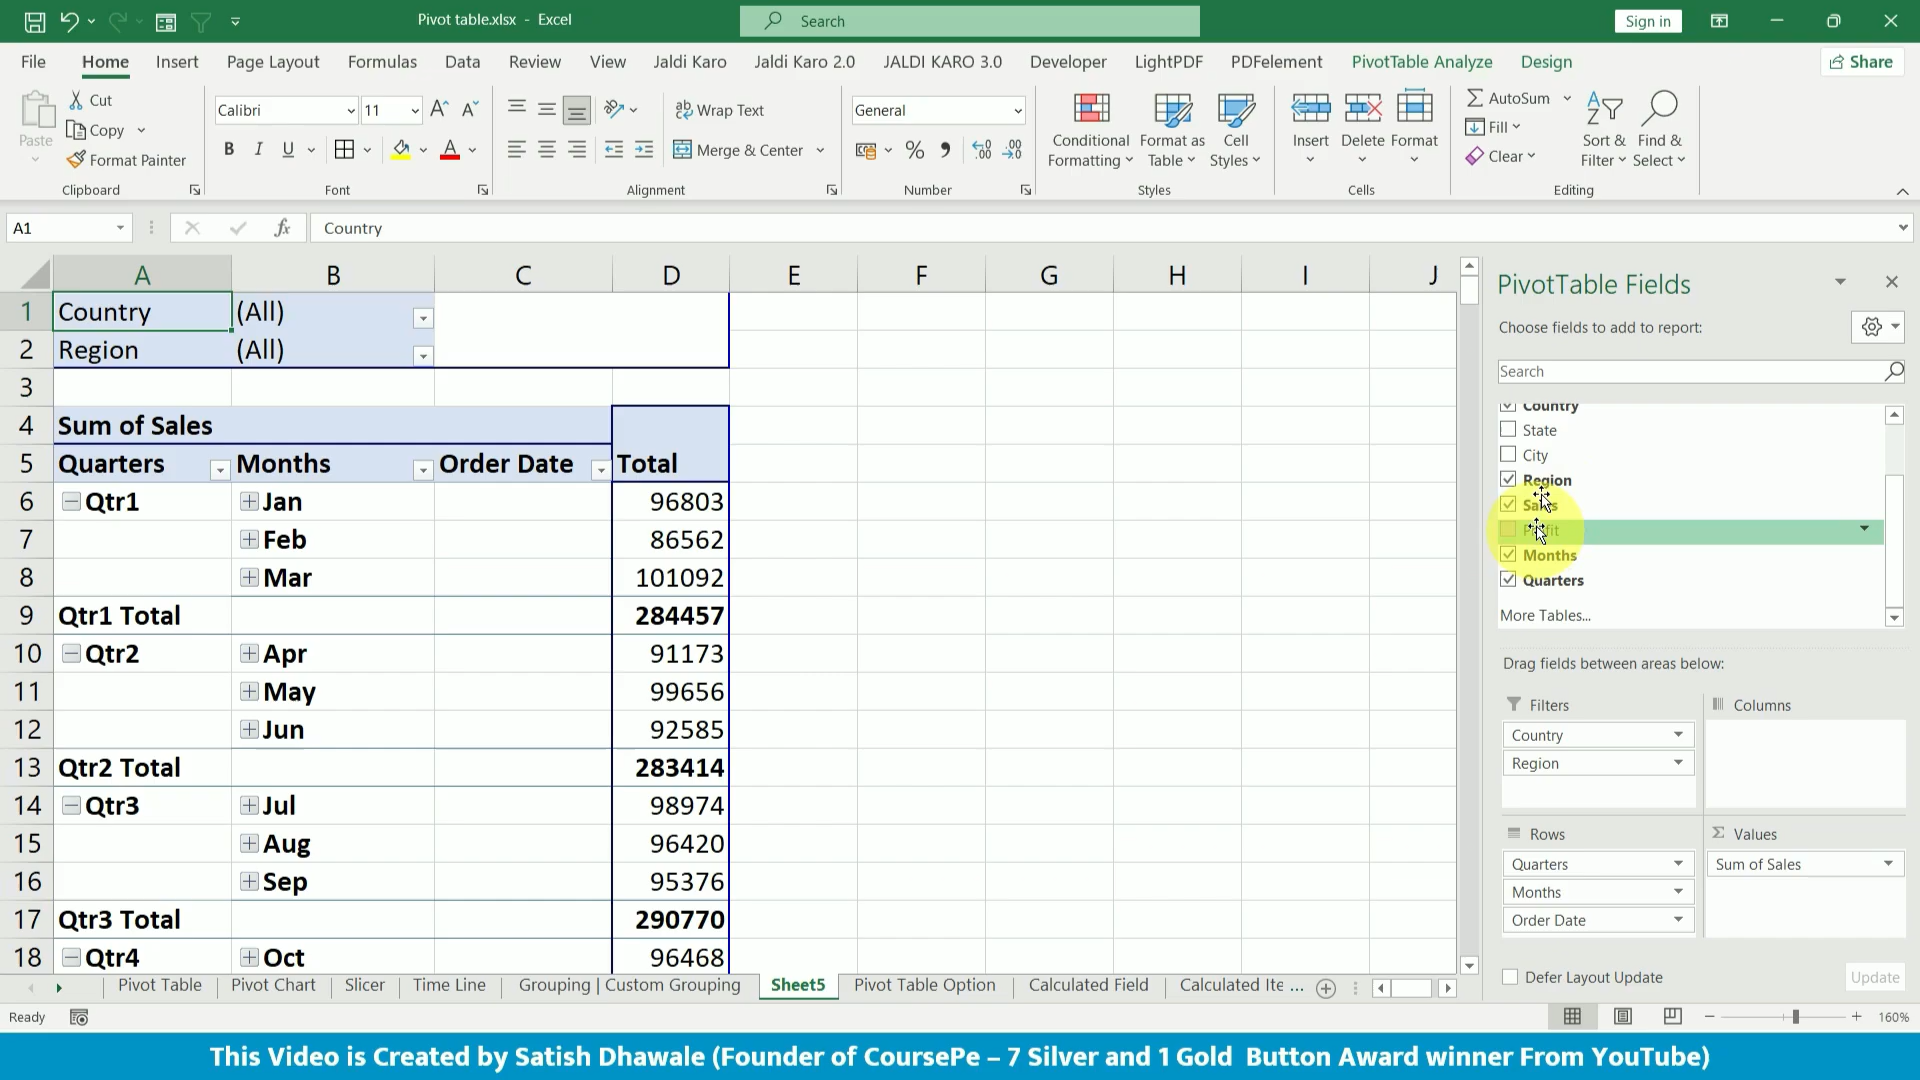 Pivot table.xlsx - Excel
Search
Sign in
File Home Insert Page Layout Formulas Data Review View Jaldi Karo Jaldi Karo 2.0 JALDI KARO 3.0 Developer LightPDF PDFelement PivotTable Analyze Design Share
Paste
Cut
Copy
Format Painter
Clipboard
Calibri 11
B I U
Font
Wrap Text
Merge & Center
Alignment
General
Number
Conditional Formatting
Format as Table
Cell Styles
Styles
Insert Delete Format
Cells
AutoSum
Fill
Clear
Sort & Filter
Find & Select
Editing
A1
fx
Country
A B C D E F G H I J
1 Country (All)
2 Region (All)
3
4 Sum of Sales
5 Quarters Months Order Date Total
6 Qtr1 Jan 96803
7 Feb 86562
8 Mar 101092
9 Qtr1 Total 284457
10 Qtr2 Apr 91173
11 May 99656
12 Jun 92585
13 Qtr2 Total 283414
14 Qtr3 Jul 98974
15 Aug 96420
16 Sep 95376
17 Qtr3 Total 290770
18 Qtr4 Oct 96468
PivotTable Fields
Choose fields to add to report:
Search
Country
State
City
Region
Sales
Profit
Months
Quarters
More Tables...
Drag fields between areas below:
Filters
Country
Region
Columns
Rows
Quarters
Months
Order Date
Σ Values
Sum of Sales
Defer Layout Update
Update
Pivot Table Pivot Chart Slicer Time Line Grouping | Custom Grouping Sheet5 Pivot Table Option Calculated Field Calculated Ite ...
Ready
160%
This Video is Created by Satish Dhawale (Founder of CoursePe – 7 Silver and 1 Gold Button Award winner From YouTube)